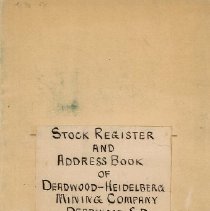 STOCK REGISTER
AND
ADDRESS BOOK
OF
DEADWOOD-HEIDELBERG
MINING COMPANY
DEADWOOD S.D.